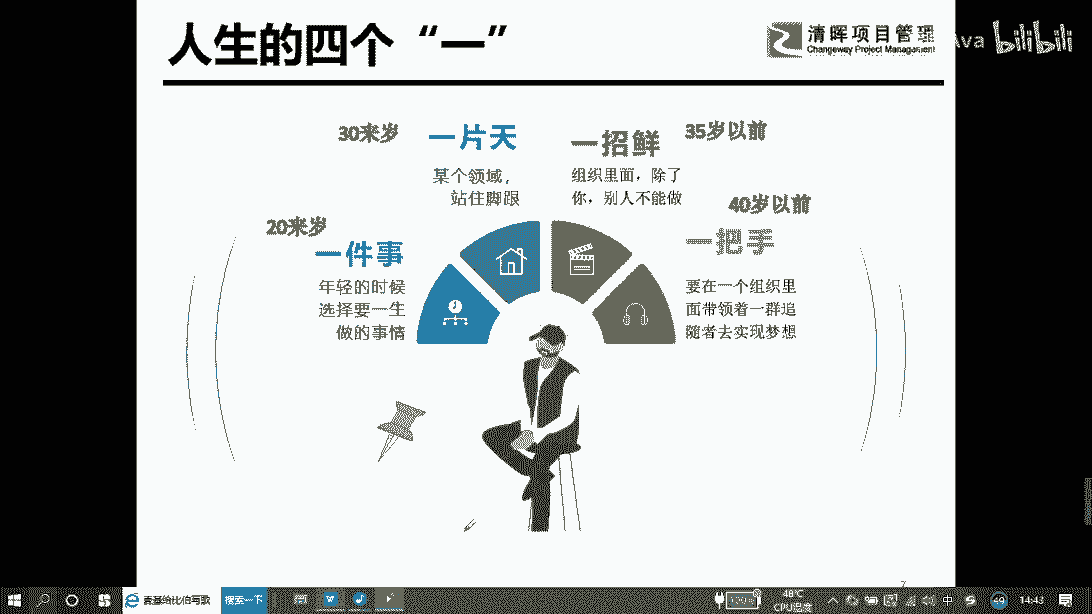 人生的四个“一”
清晖项目管理
Changeway Project Management
bilibili
30来岁
一片天
某个领域，
站住脚跟
一招鲜
35岁以前
组织里面，除了
你，别人不能做
20来岁
一件事
年轻的时候
选择要一生
做的事情
40岁以前
一把手
要在一个组织里
面带领着一群追
随者去实现梦想
7
搜索一下
100%
48℃
CPU温度
中
49
14:43